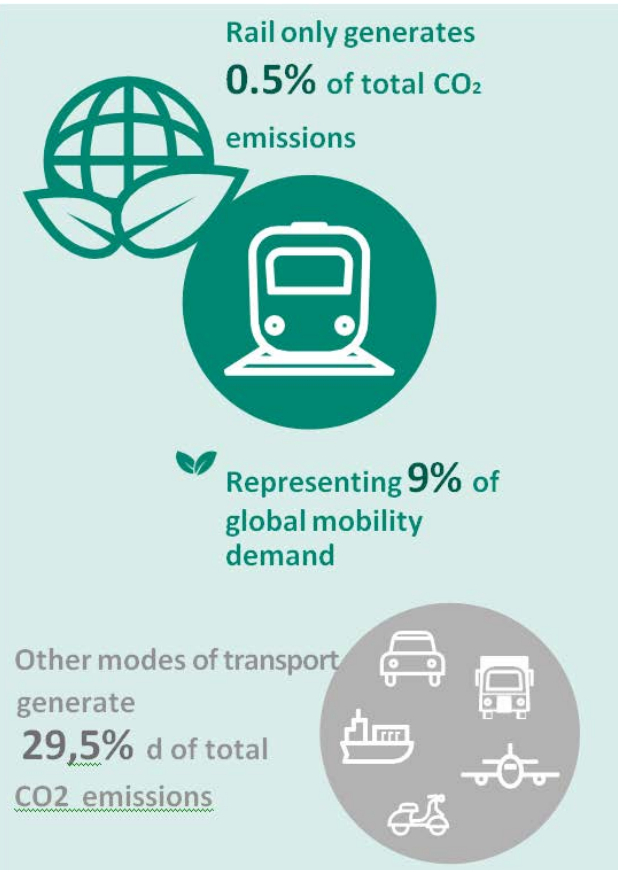 Rail only generates
0.5% of total CO₂
emissions
Representing 9% of
global mobility
demand
Other modes of transport
generate
29,5% d of total
CO2 emissions